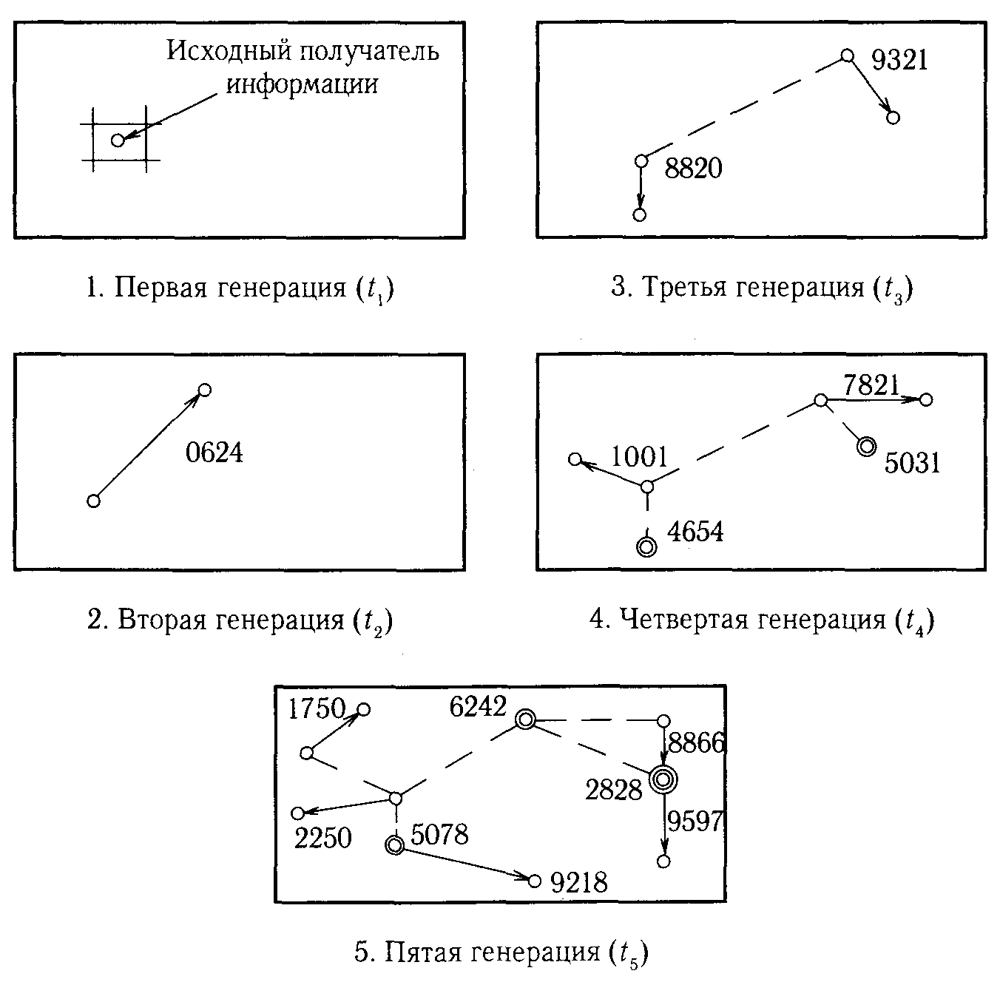 Исходный получатель
информации
1. Первая генерация (t₁)
9321
8820
3. Третья генерация (t₃)
0624
2. Вторая генерация (t₂)
7821
1001
5031
4654
4. Четвертая генерация (t₄)
1750
6242
8866
2828
9597
2250
5078
9218
5. Пятая генерация (t₅)